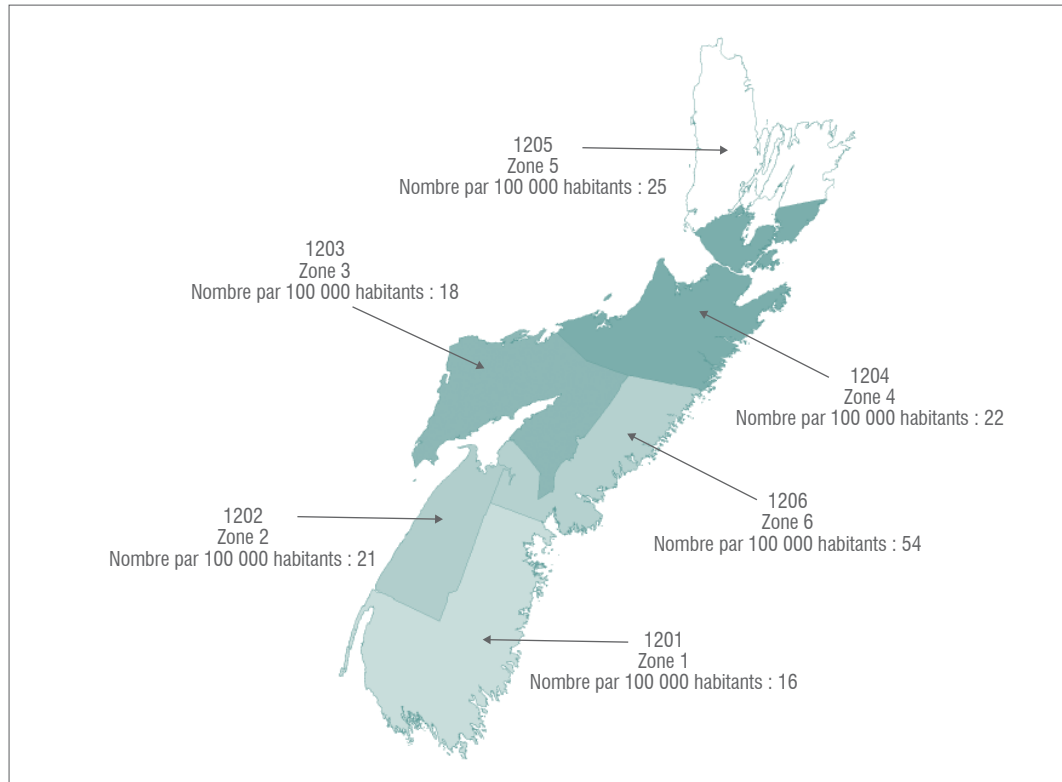 1205
Zone 5
Nombre par 100 000 habitants : 25
1203
Zone 3
Nombre par 100 000 habitants : 18
1204
Zone 4
Nombre par 100 000 habitants : 22
1206
Zone 6
Nombre par 100 000 habitants : 54
1202
Zone 2
Nombre par 100 000 habitants : 21
1201
Zone 1
Nombre par 100 000 habitants : 16